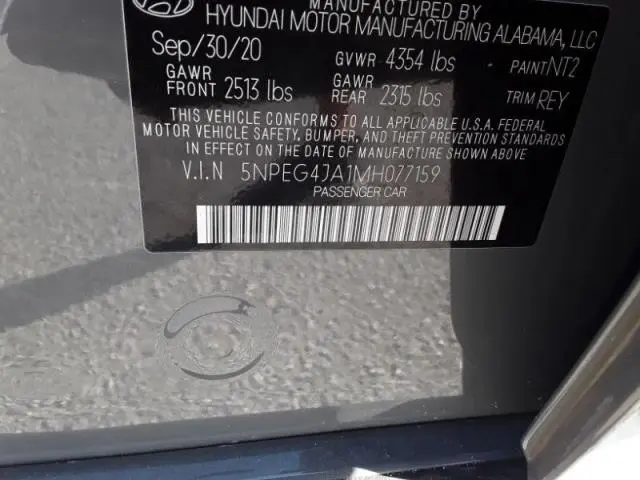 MANUFACTURED BY
HYUNDAI MOTOR MANUFACTURING ALABAMA, LLC
Sep/30/20 GVWR 4354 lbs PAINT NT2
GAWR FRONT 2513 lbs GAWR REAR 2315 lbs TRIM REY
THIS VEHICLE CONFORMS TO ALL APPLICABLE U.S.A. FEDERAL
MOTOR VEHICLE SAFETY, BUMPER, AND THEFT PREVENTION STANDARDS
IN EFFECT ON THE DATE OF MANUFACTURE SHOWN ABOVE.
V.I.N 5NPEG4JA1MH077159
PASSENGER CAR